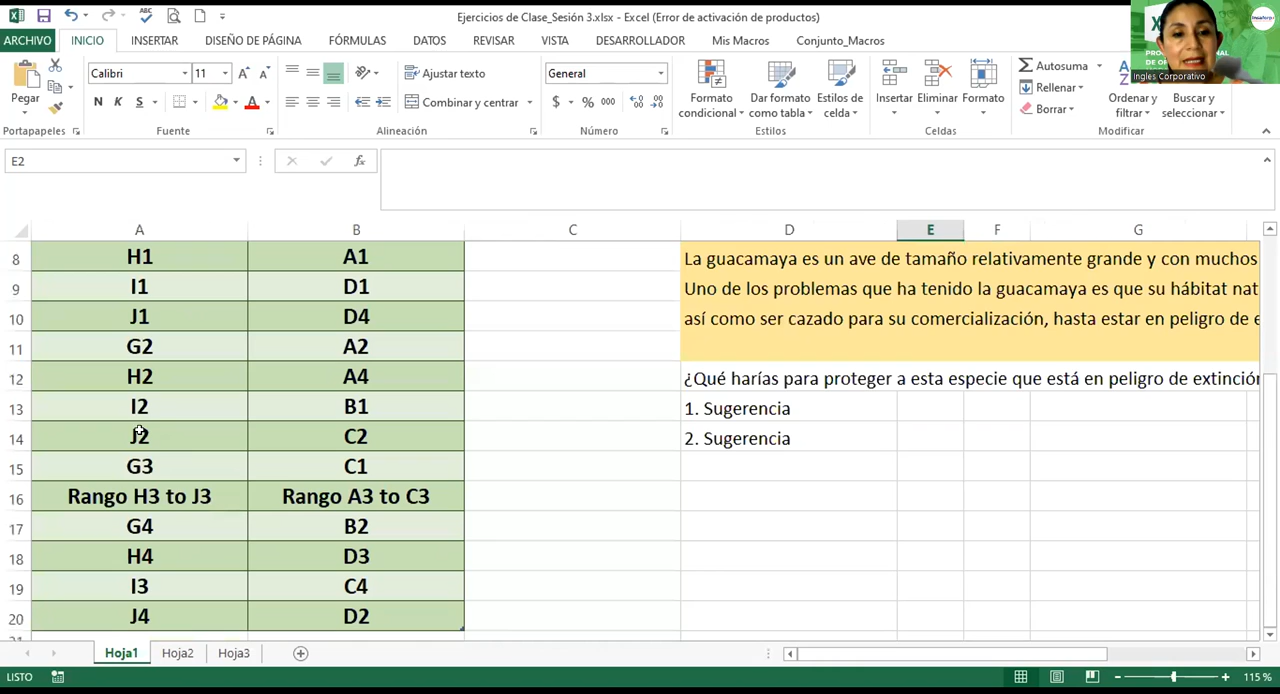 Ejercicios de Clase_Sesión 3.xlsx - Excel (Error de activación de productos)
ARCHIVO INICIO INSERTAR DISEÑO DE PÁGINA FÓRMULAS DATOS REVISAR VISTA DESARROLLADOR Mis Macros Conjunto_Macros
Ingles Corporativo
Pegar
Calibri 11
N K S
Ajustar texto
Combinar y centrar
General
$ % 000
Formato condicional
Dar formato como tabla
Estilos de celda
Insertar
Eliminar
Formato
Autosuma
Rellenar
Borrar
Ordenar y filtrar
Buscar y seleccionar
Portapapeles Fuente Alineación Número Estilos Celdas Modificar
E2 fx
A B C D E F G
8 H1 A1 La guacamaya es un ave de tamaño relativamente grande y con muchos
9 I1 D1 Uno de los problemas que ha tenido la guacamaya es que su hábitat nat
10 J1 D4 así como ser cazado para su comercialización, hasta estar en peligro de e
11 G2 A2
12 H2 A4 ¿Qué harías para proteger a esta especie que está en peligro de extinción
13 I2 B1 1. Sugerencia
14 J2 C2 2. Sugerencia
15 G3 C1
16 Rango H3 to J3 Rango A3 to C3
17 G4 B2
18 H4 D3
19 I3 C4
20 J4 D2
Hoja1 Hoja2 Hoja3
LISTO 115 %